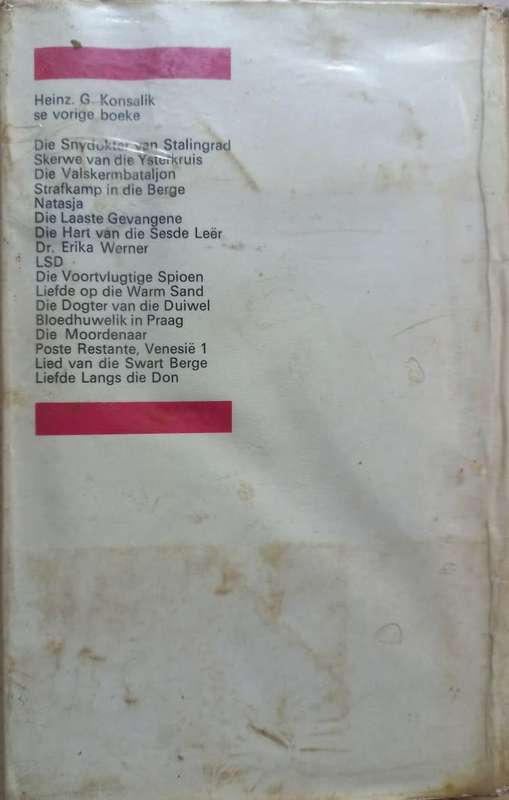 Heinz. G. Konsalik
se vorige boeke
Die Snydokter van Stalingrad
Skerwe van die Ysterkruis
Die Valskermbataljon
Strafkamp in die Berge
Natasja
Die Laaste Gevangene
Die Hart van die Sesde Leër
Dr. Erika Werner
LSD
Die Voortvlugtige Spioen
Liefde op die Warm Sand
Die Dogter van die Duiwel
Bloedhuwelik in Praag
Die Moordenaar
Poste Restante, Venesië 1
Lied van die Swart Berge
Liefde Langs die Don